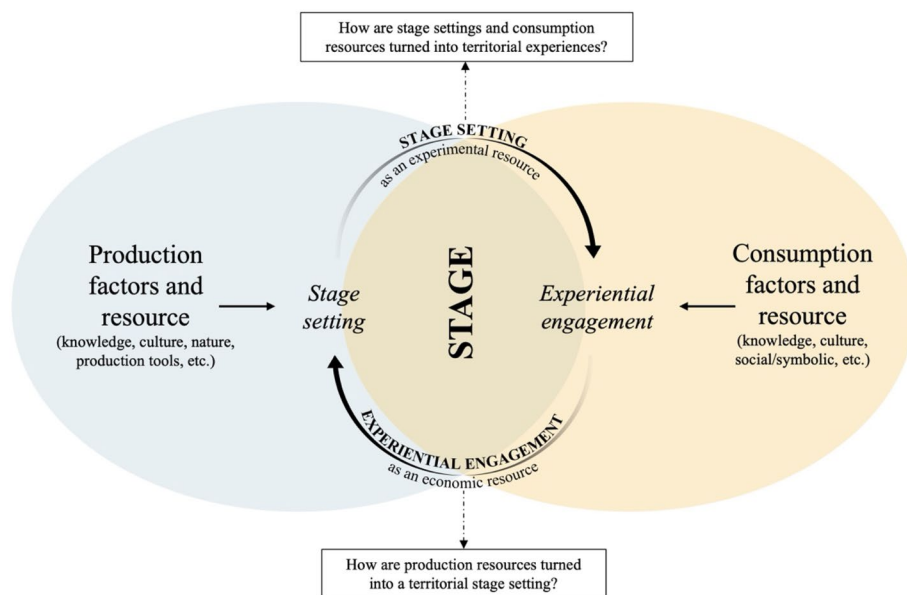 How are stage settings and consumption
resources turned into territorial experiences?
STAGE SETTING
as an experimental resource
Production
factors and
resource
(knowledge, culture, nature,
production tools, etc.)
Stage
setting
STAGE
Experiential
engagement
Consumption
factors and
resource
(knowledge, culture,
social/symbolic, etc.)
EXPERIENTIAL ENGAGEMENT
as an economic resource
How are production resources turned
into a territorial stage setting?